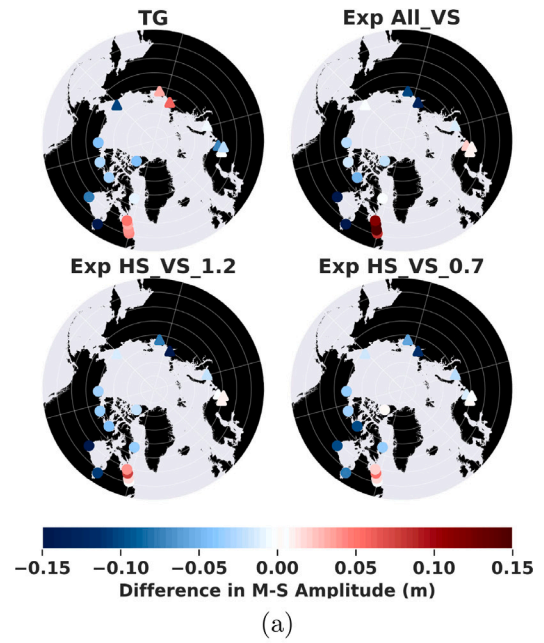 TG Exp All_VS
Exp HS_VS_1.2 Exp HS_VS_0.7
−0.15 −0.10 −0.05 0.00 0.05 0.10 0.15
Difference in M-S Amplitude (m)
(a)